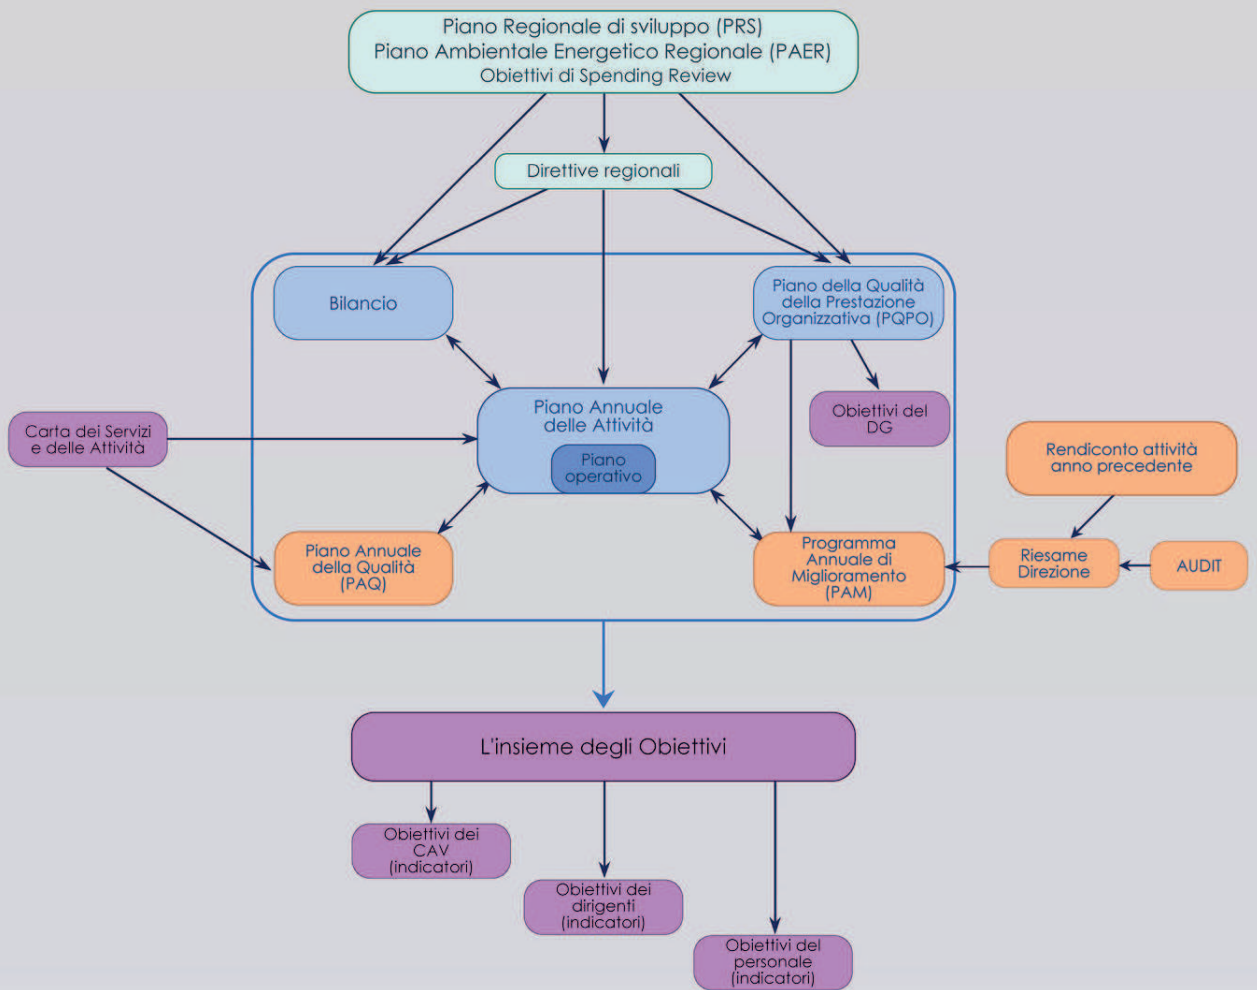 Piano Regionale di sviluppo (PRS)
Piano Ambientale Energetico Regionale (PAER)
Obiettivi di Spending Review
Direttive regionali
Bilancio
Piano della Qualità
della Prestazione
Organizzativa (PQPO)
Piano Annuale
delle Attività
Piano
operativo
Obiettivi del
DG
Carta dei Servizi
e delle Attività
Rendiconto attività
anno precedente
Piano Annuale
della Qualità
(PAQ)
Programma
Annuale di
Miglioramento
(PAM)
Riesame
Direzione
AUDIT
L'insieme degli Obiettivi
Obiettivi dei
CAV
(indicatori)
Obiettivi dei
dirigenti
(indicatori)
Obiettivi del
personale
(indicatori)